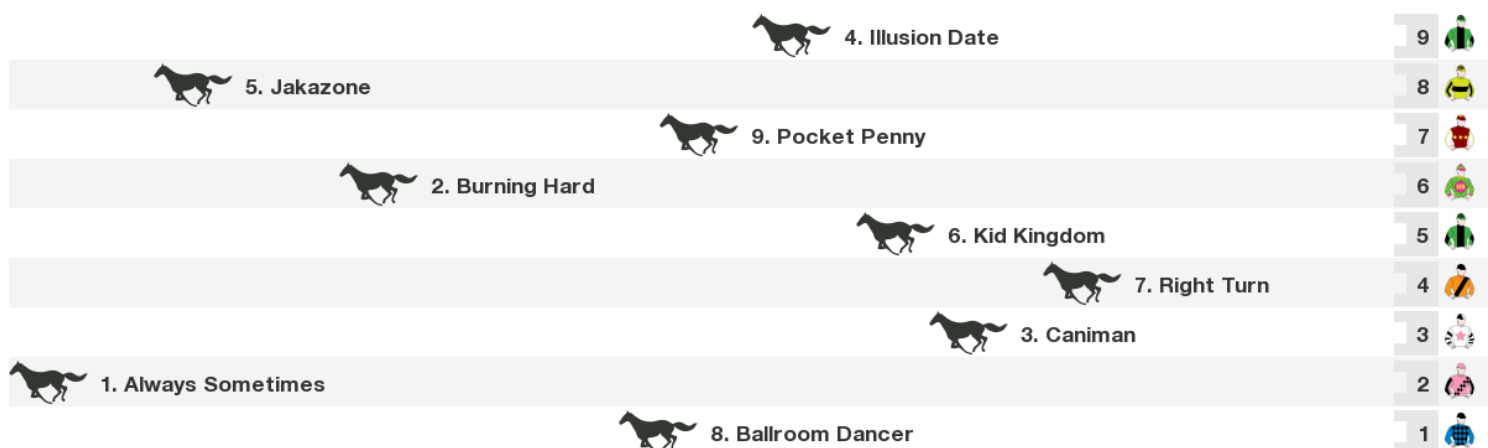 4. Illusion Date 9
5. Jakazone 8
9. Pocket Penny 7
2. Burning Hard 6
6. Kid Kingdom 5
7. Right Turn 4
3. Caniman 3
1. Always Sometimes 2
8. Ballroom Dancer 1